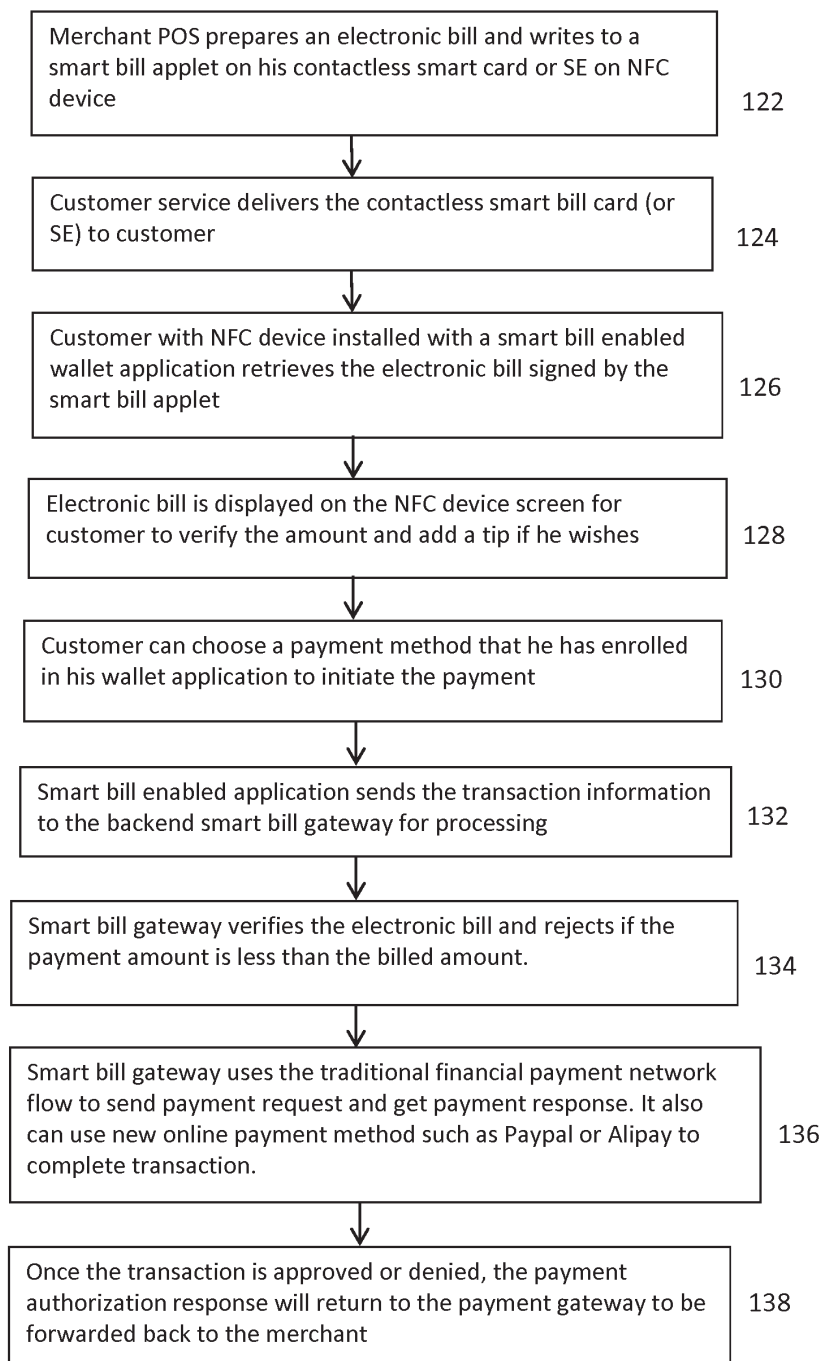 Merchant POS prepares an electronic bill and writes to a
smart bill applet on his contactless smart card or SE on NFC
device
122
Customer service delivers the contactless smart bill card (or
SE) to customer
124
Customer with NFC device installed with a smart bill enabled
wallet application retrieves the electronic bill signed by the
smart bill applet
126
Electronic bill is displayed on the NFC device screen for
customer to verify the amount and add a tip if he wishes
128
Customer can choose a payment method that he has enrolled
in his wallet application to initiate the payment
130
Smart bill enabled application sends the transaction information
to the backend smart bill gateway for processing
132
Smart bill gateway verifies the electronic bill and rejects if the
payment amount is less than the billed amount.
134
Smart bill gateway uses the traditional financial payment network
flow to send payment request and get payment response. It also
can use new online payment method such as Paypal or Alipay to
complete transaction.
136
Once the transaction is approved or denied, the payment
authorization response will return to the payment gateway to be
forwarded back to the merchant
138